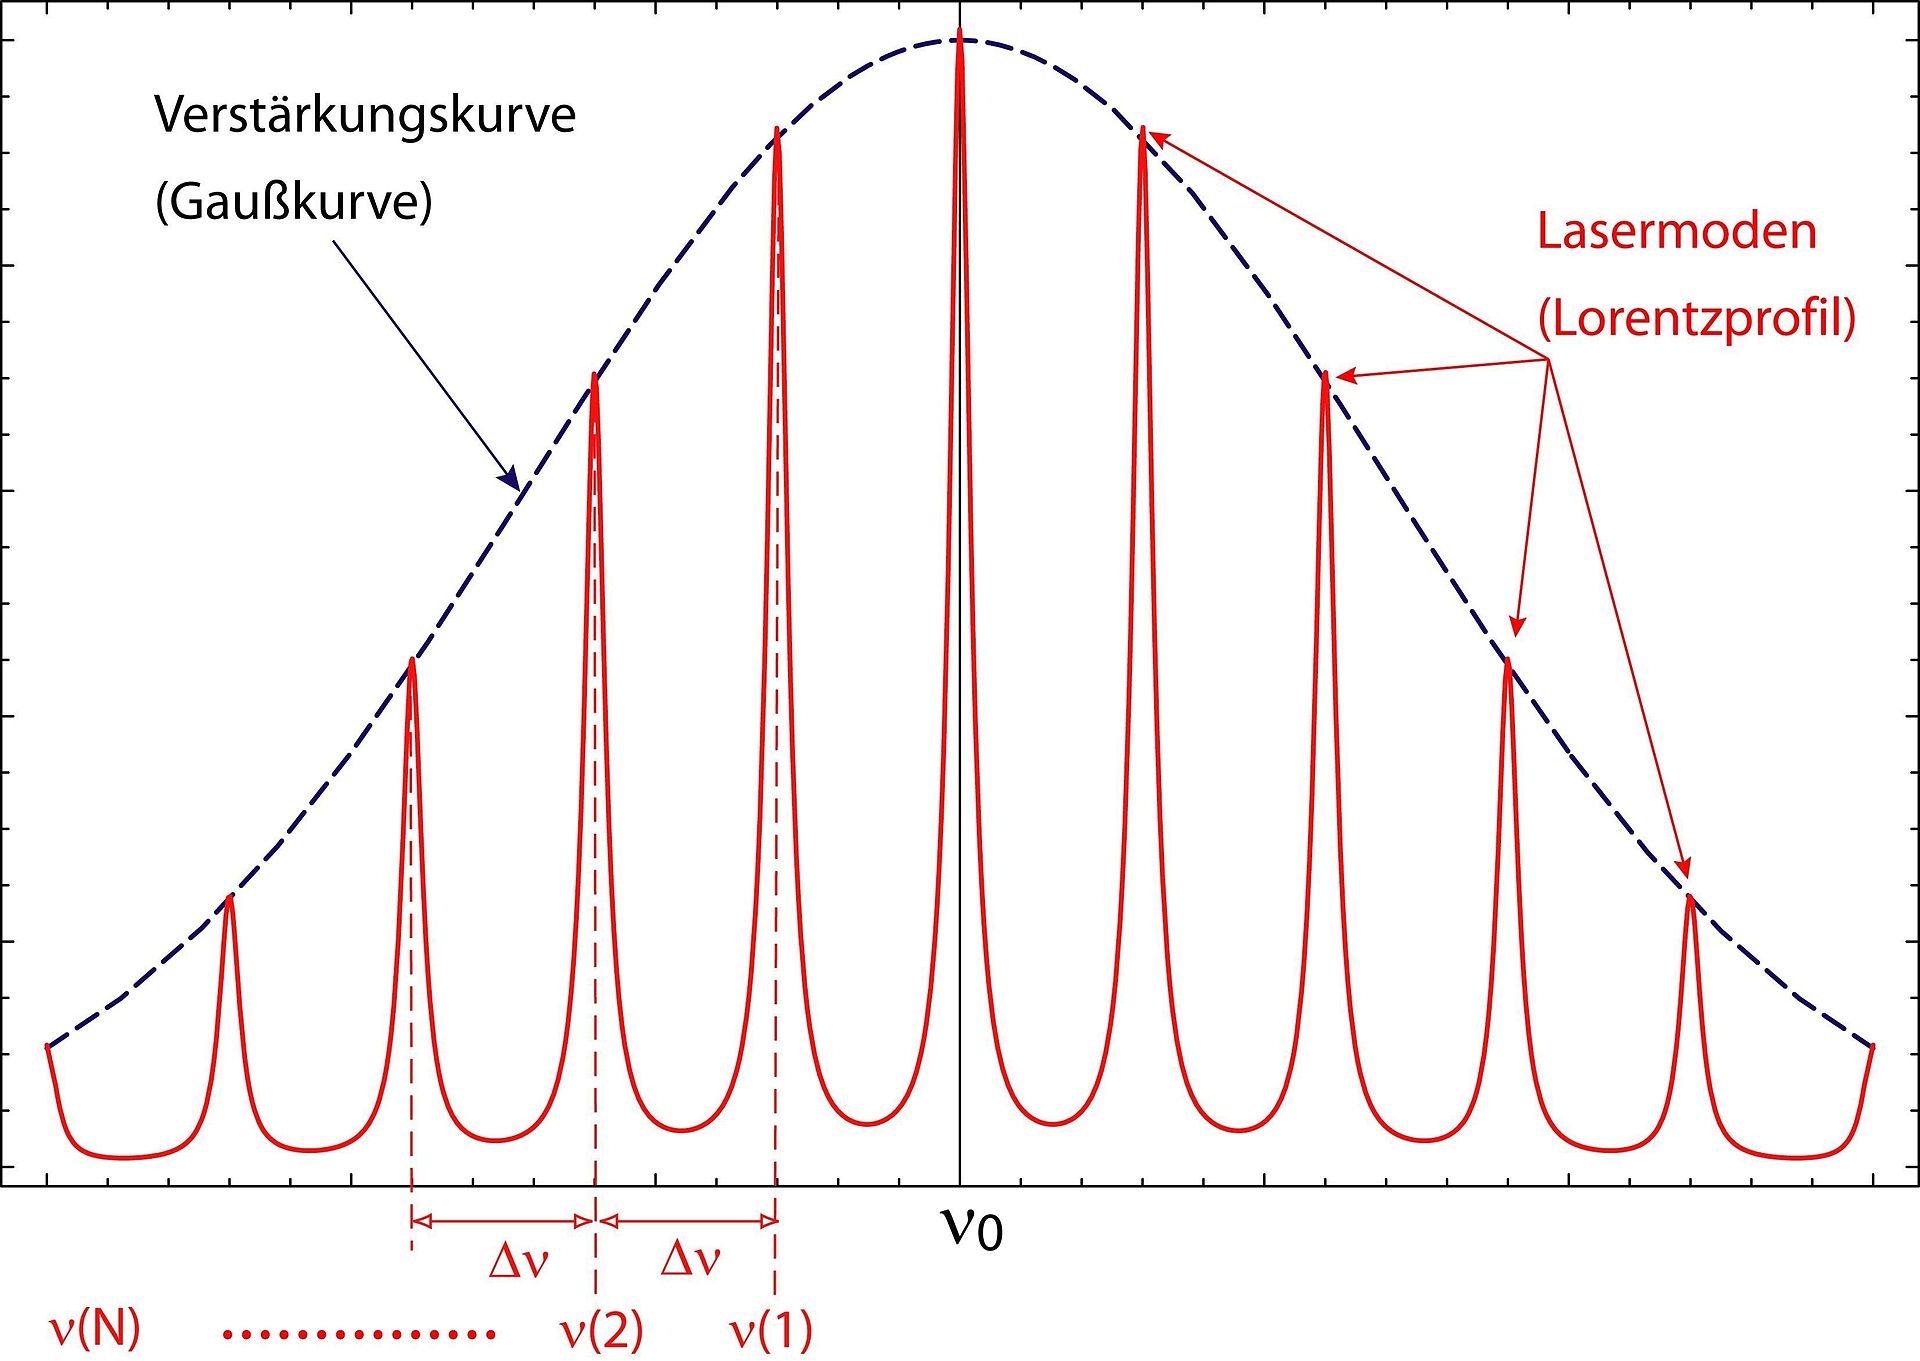 Verstärkungskurve
(Gaußkurve)
Lasermoden
(Lorentzprofil)
ν0
Δν Δν
ν(N) ............... ν(2) ν(1)